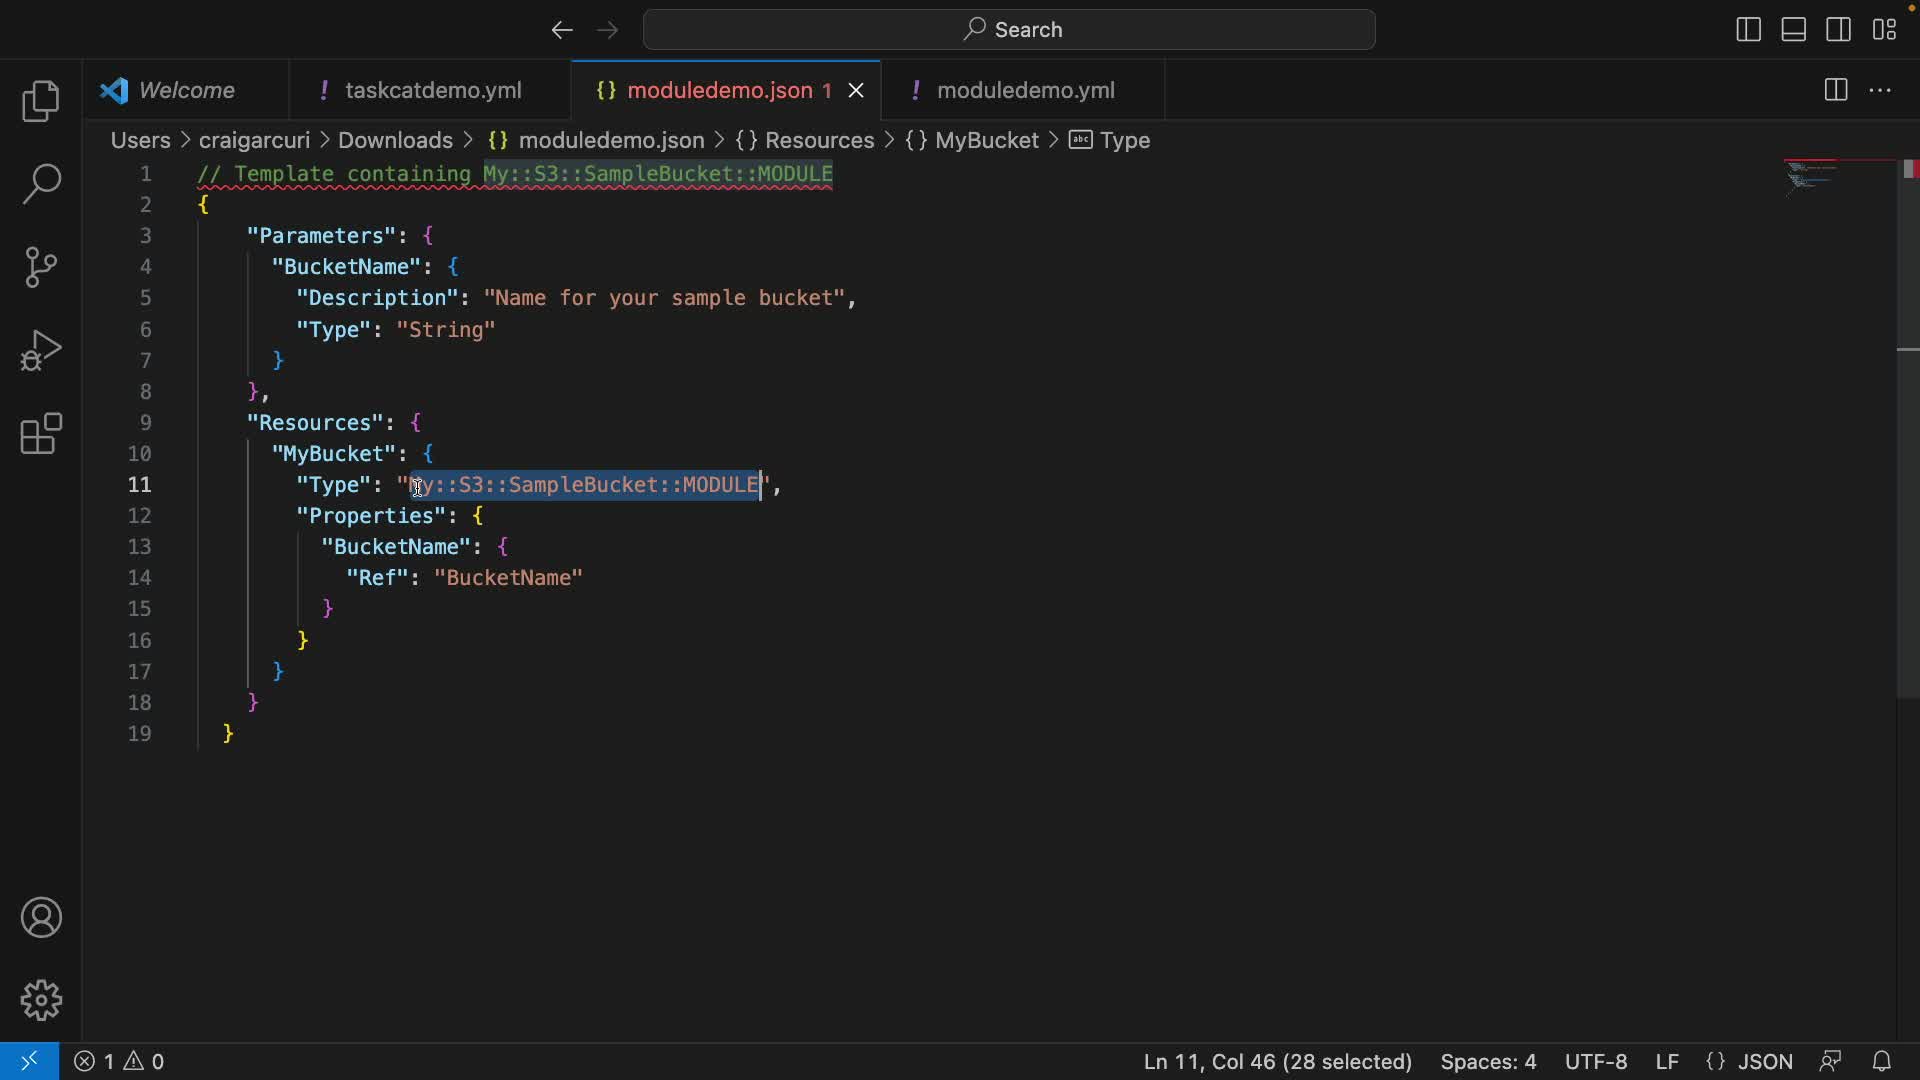 Search
Welcome
taskcatdemo.yml
moduledemo.json 1
moduledemo.yml
Users > craigarcuri > Downloads > {} moduledemo.json > {} Resources > {} MyBucket > abc Type
1 // Template containing My::S3::SampleBucket::MODULE
2 {
3 "Parameters": {
4 "BucketName": {
5 "Description": "Name for your sample bucket",
6 "Type": "String"
7 }
8 },
9 "Resources": {
10 "MyBucket": {
11 "Type": "My::S3::SampleBucket::MODULE",
12 "Properties": {
13 "BucketName": {
14 "Ref": "BucketName"
15 }
16 }
17 }
18 }
19 }
1 0 Ln 11, Col 46 (28 selected) Spaces: 4 UTF-8 LF {} JSON